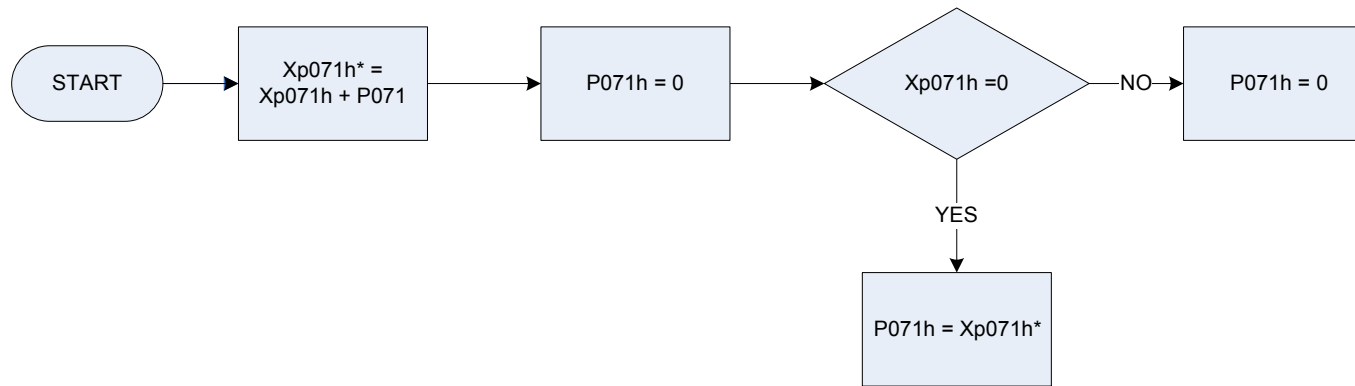 START
Xp071h* =
Xp071h + P071
P071h = 0
Xp071h =0
NO
P071h = 0
YES
P071h = Xp071h*